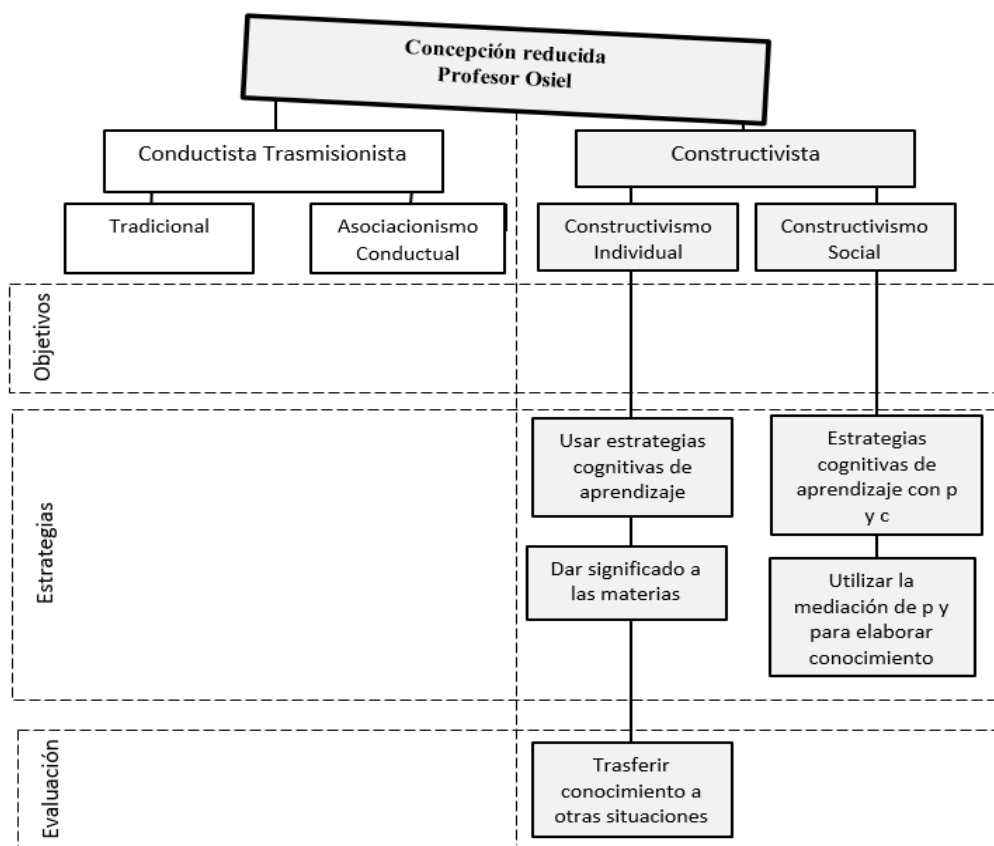 Concepción reducida
Profesor Osiel
Conductista Trasmisionista
Constructivista
Tradicional
Asociacionismo
Conductual
Constructivismo
Individual
Constructivismo
Social
Objetivos
Estrategias
Usar estrategias
cognitivas de
aprendizaje
Estrategias
cognitivas de
aprendizaje con p
y c
Dar significado a
las materias
Utilizar la
mediación de p y
para elaborar
conocimiento
Evaluación
Trasferir
conocimiento a
otras situaciones